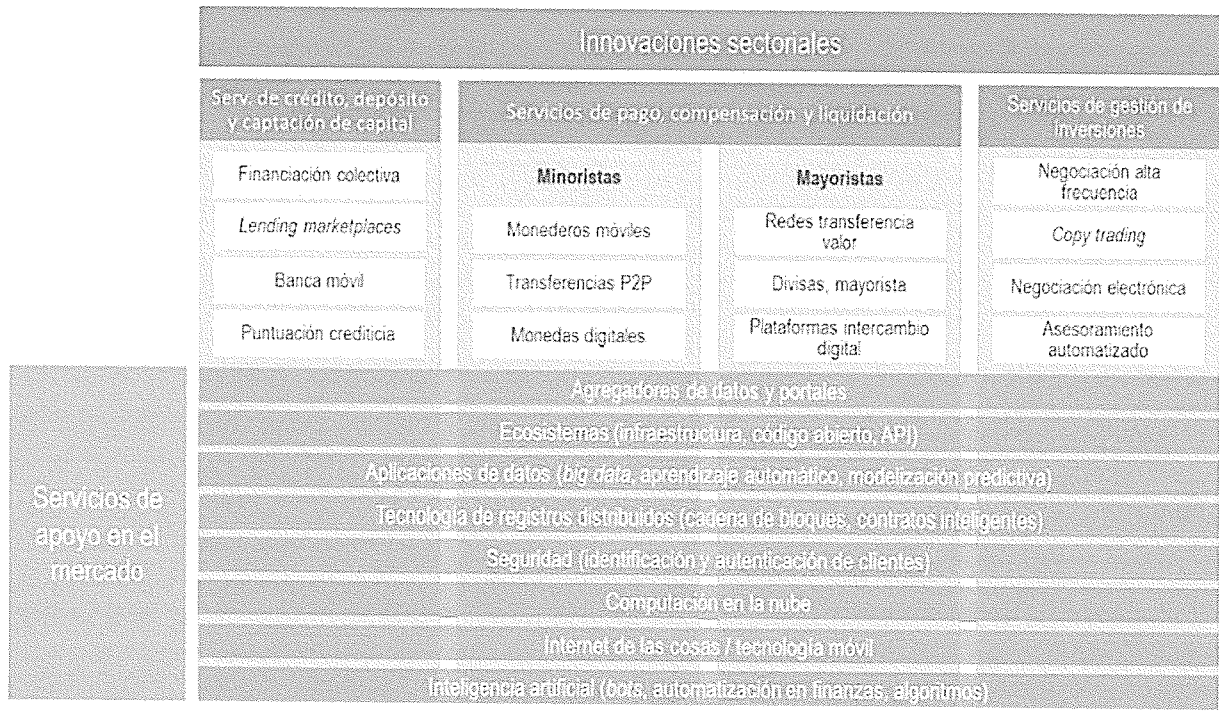 Innovaciones sectoriales
Serv. de crédito, depósito
y captación de capital
Financiación colectiva
Lending marketplaces
Banca móvil
Puntuación crediticia
Servicios de pago, compensación y liquidación
Minoristas
Monederos móviles
Transferencias P2P
Monedas digitales
Mayoristas
Redes transferencia
valor
Divisas, mayorista
Plataformas intercambio
digital
Servicios de gestión de
inversiones
Negociación alta
frecuencia
Copy trading
Negociación electrónica
Asesoramiento
automatizado
Servicios de
apoyo en el
mercado
Agregadores de datos y portales
Ecosistemas (infraestructura, código abierto, API)
Aplicaciones de datos (big data, aprendizaje automático, modelización predictiva)
Tecnología de registros distribuidos (cadena de bloques, contratos inteligentes)
Seguridad (identificación y autenticación de clientes)
Computación en la nube
Internet de las cosas / tecnología móvil
Inteligencia artificial (bots, automatización en finanzas, algoritmos)